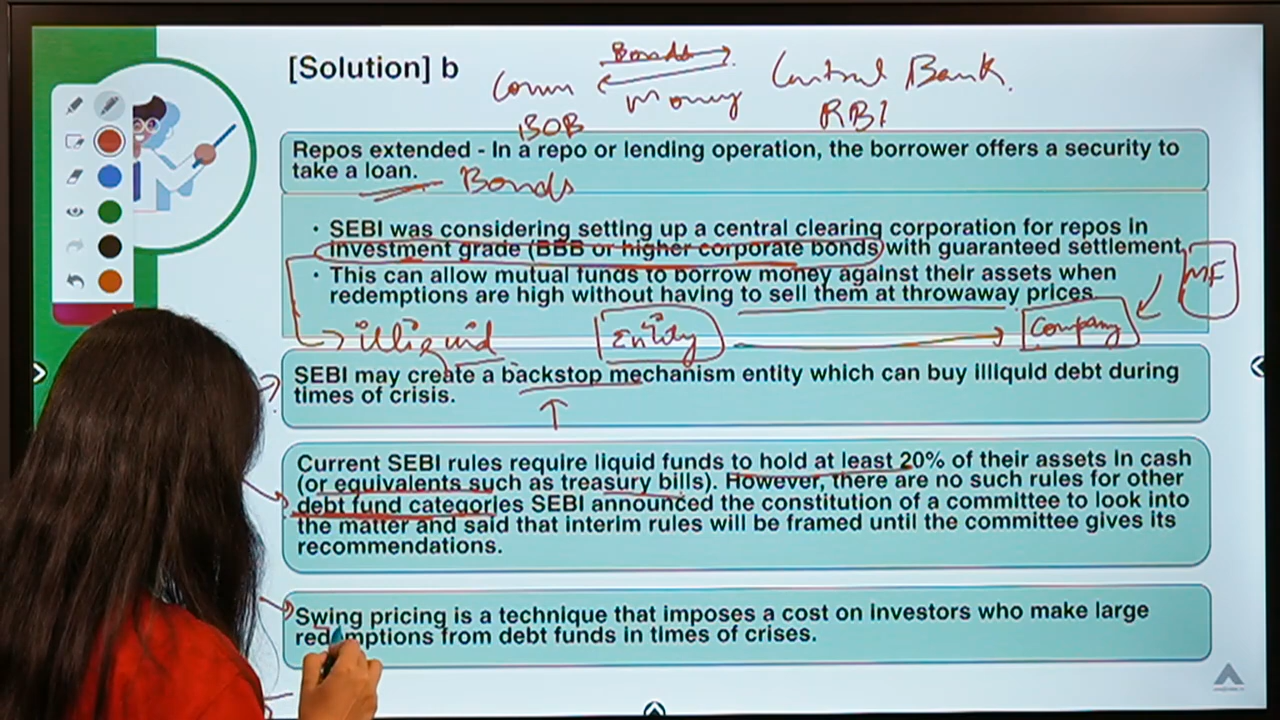 [Solution] b
Bonds
Comm
Money
Central Bank.
BOB
RBI
Repos extended - In a repo or lending operation, the borrower offers a security to
take a loan.
Bonds
• SEBI was considering setting up a central clearing corporation for repos in
investment grade (BBB or higher corporate bonds) with guaranteed settlement
• This can allow mutual funds to borrow money against their assets when
redemptions are high without having to sell them at throwaway prices
MF
illiquid
Entity
Company
SEBI may create a backstop mechanism entity which can buy illiquid debt during
times of crisis.
Current SEBI rules require liquid funds to hold at least 20% of their assets in cash
(or equivalents such as treasury bills). However, there are no such rules for other
debt fund categories SEBI announced the constitution of a committee to look into
the matter and said that interim rules will be framed until the committee gives its
recommendations.
Swing pricing is a technique that imposes a cost on investors who make large
redemptions from debt funds in times of crises.